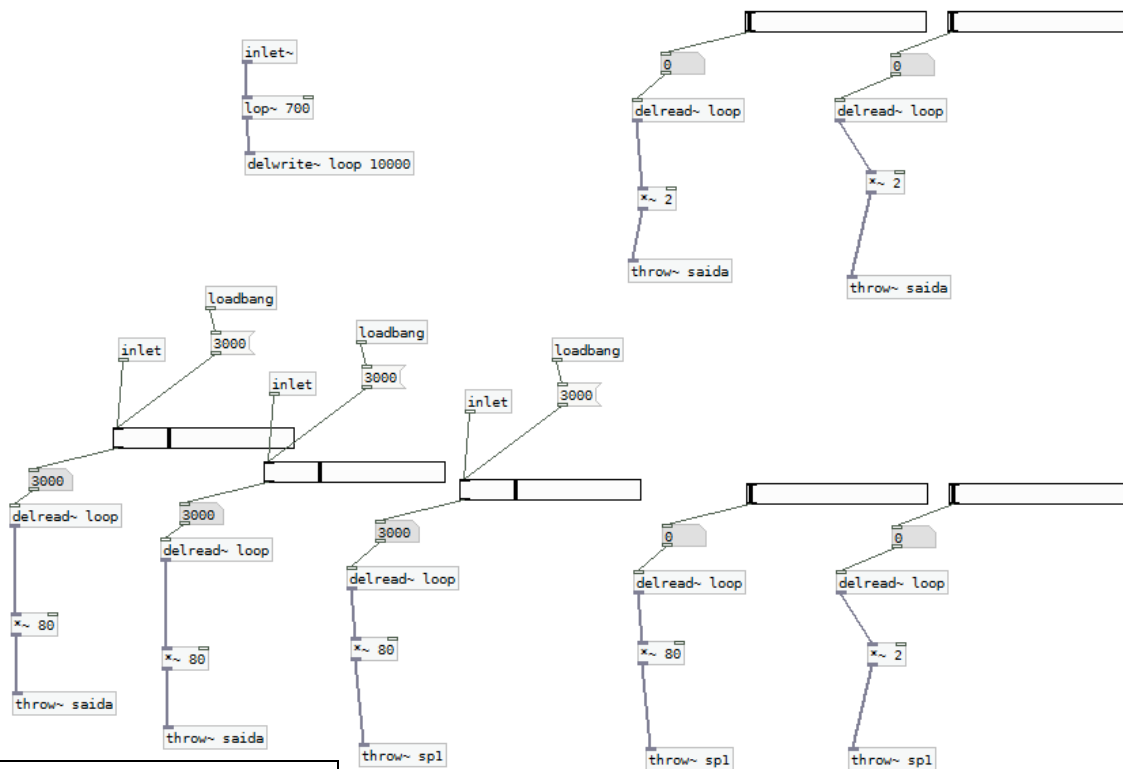 inlet~
lop~ 700
delwrite~ loop 10000
0
delread~ loop
*~ 2
throw~ saida
0
delread~ loop
*~ 2
throw~ saida
loadbang
3000
inlet
3000
delread~ loop
*~ 80
throw~ saida
loadbang
3000
inlet
3000
delread~ loop
*~ 80
throw~ saida
loadbang
3000
inlet
3000
delread~ loop
*~ 80
throw~ sp1
0
delread~ loop
*~ 80
throw~ sp1
0
delread~ loop
*~ 2
throw~ sp1